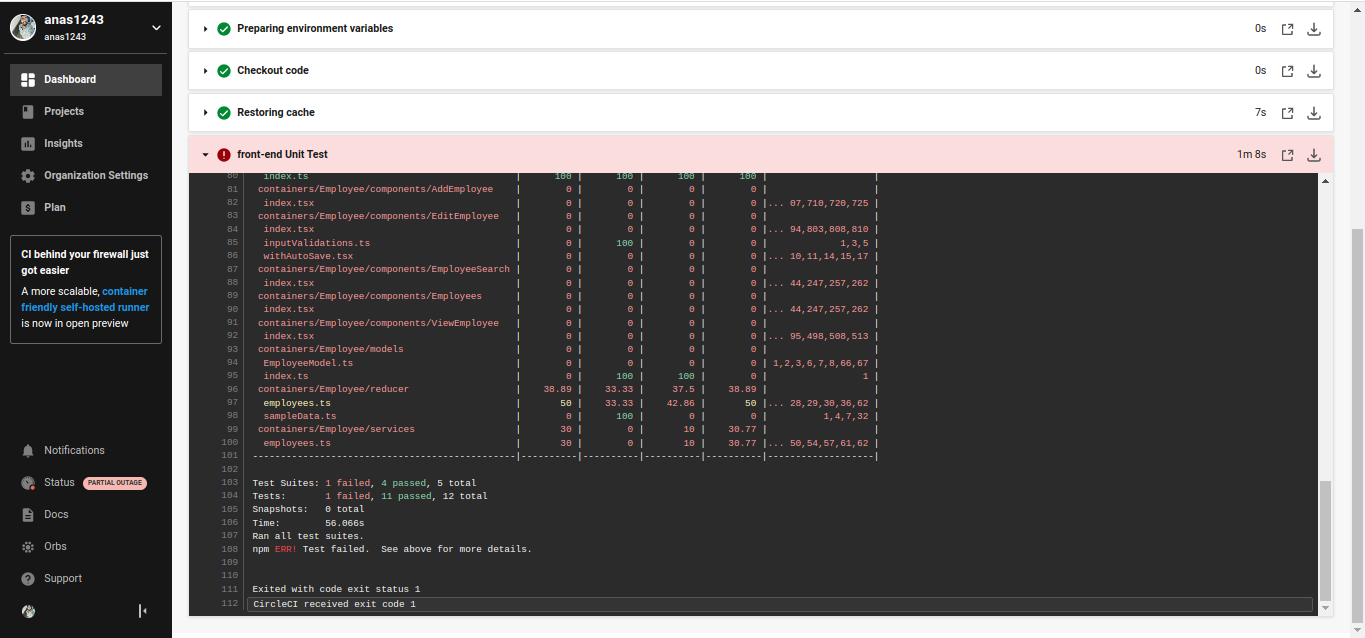 anas1243
anas1243
Dashboard
Projects
Insights
Organization Settings
Plan
CI behind your firewall just
got easier
A more scalable, container
friendly self-hosted runner
is now in open preview
Notifications
Status PARTIAL OUTAGE
Docs
Orbs
Support
Preparing environment variables 0s
Checkout code 0s
Restoring cache 7s
front-end Unit Test 1m 8s
80 index.ts | 100 | 100 | 100 | 100 | |
81 containers/Employee/components/AddEmployee | 0 | 0 | 0 | 0 | |
82 index.tsx | 0 | 0 | 0 | 0 |... 07,710,720,725 |
83 containers/Employee/components/EditEmployee | 0 | 0 | 0 | 0 | |
84 index.tsx | 0 | 0 | 0 | 0 |... 94,803,808,810 |
85 inputValidations.ts | 0 | 100 | 0 | 0 | 1,3,5 |
86 withAutoSave.tsx | 0 | 0 | 0 | 0 |... 10,11,14,15,17 |
87 containers/Employee/components/EmployeeSearch | 0 | 0 | 0 | 0 | |
88 index.tsx | 0 | 0 | 0 | 0 |... 44,247,257,262 |
89 containers/Employee/components/Employees | 0 | 0 | 0 | 0 | |
90 index.tsx | 0 | 0 | 0 | 0 |... 44,247,257,262 |
91 containers/Employee/components/ViewEmployee | 0 | 0 | 0 | 0 | |
92 index.tsx | 0 | 0 | 0 | 0 |... 95,498,508,513 |
93 containers/Employee/models | 0 | 0 | 0 | 0 | |
94 EmployeeModel.ts | 0 | 0 | 0 | 0 | 1,2,3,6,7,8,66,67 |
95 index.ts | 0 | 100 | 100 | 0 | 1 |
96 containers/Employee/reducer | 38.89 | 33.33 | 37.5 | 38.89 | |
97 employees.ts | 50 | 33.33 | 42.86 | 50 |... 28,29,30,36,62 |
98 sampleData.ts | 0 | 100 | 0 | 0 | 1,4,7,32 |
99 containers/Employee/services | 30 | 0 | 10 | 30.77 | |
100 employees.ts | 30 | 0 | 10 | 30.77 |... 50,54,57,61,62 |
101 -----------------------------------------------|----------|----------|----------|----------|-------------------|
102
103 Test Suites: 1 failed, 4 passed, 5 total
104 Tests: 1 failed, 11 passed, 12 total
105 Snapshots: 0 total
106 Time: 56.066s
107 Ran all test suites.
108 npm ERR! Test failed. See above for more details.
109
110
111 Exited with code exit status 1
112 CircleCI received exit code 1